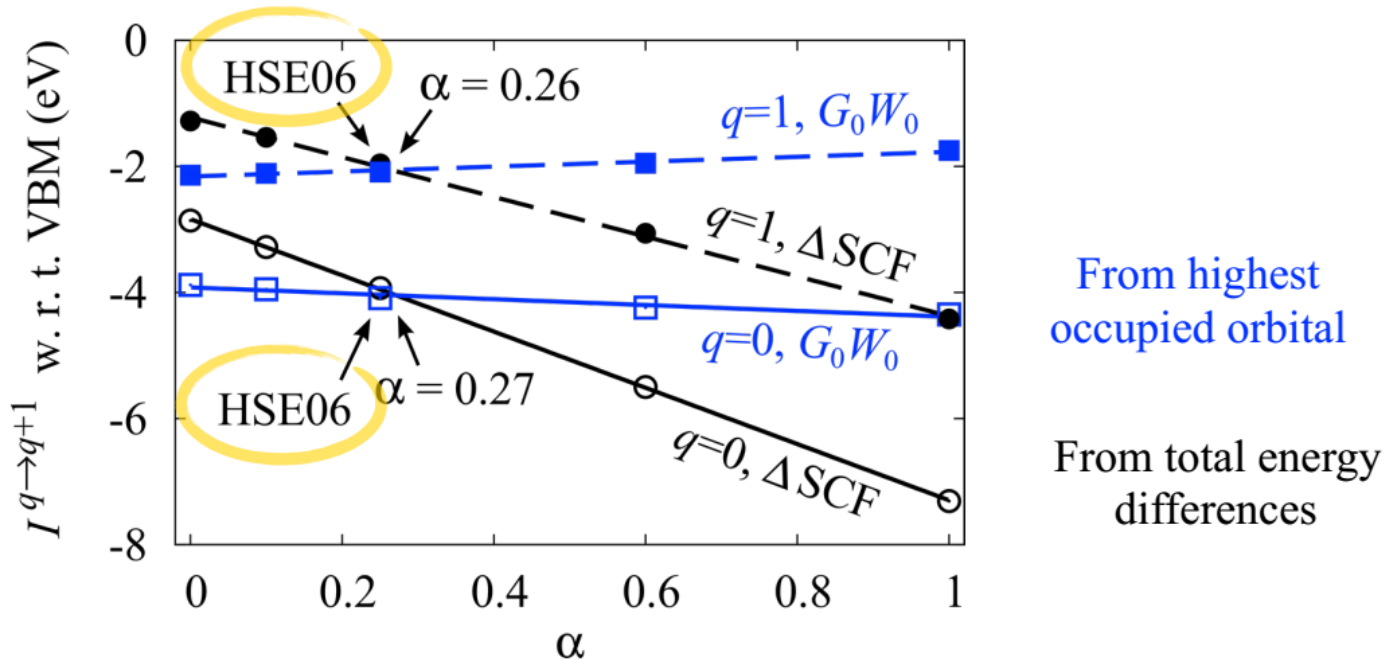 I^{q→q+1} w. r. t. VBM (eV)
0
-2
-4
-6
-8
HSE06
α = 0.26
q=1, G₀W₀
q=1, ΔSCF
q=0, G₀W₀
HSE06
α = 0.27
q=0, ΔSCF
0 0.2 0.4 0.6 0.8 1
α
From highest
occupied orbital
From total energy
differences